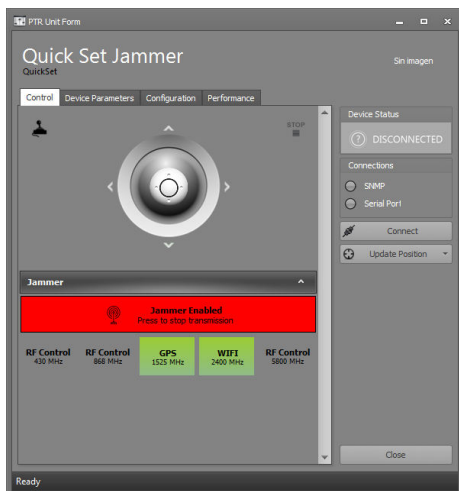 PTR Unit Form
Quick Set Jammer
QuickSet
Sin imagen
Control Device Parameters Configuration Performance
STOP
Jammer
Jammer Enabled
Press to stop transmission
RF Control
430 MHz
RF Control
868 MHz
GPS
1525 MHz
WIFI
2400 MHz
RF Control
5800 MHz
Device Status
DISCONNECTED
Connections
SNMP
Serial Port
Connect
Update Position
Close
Ready